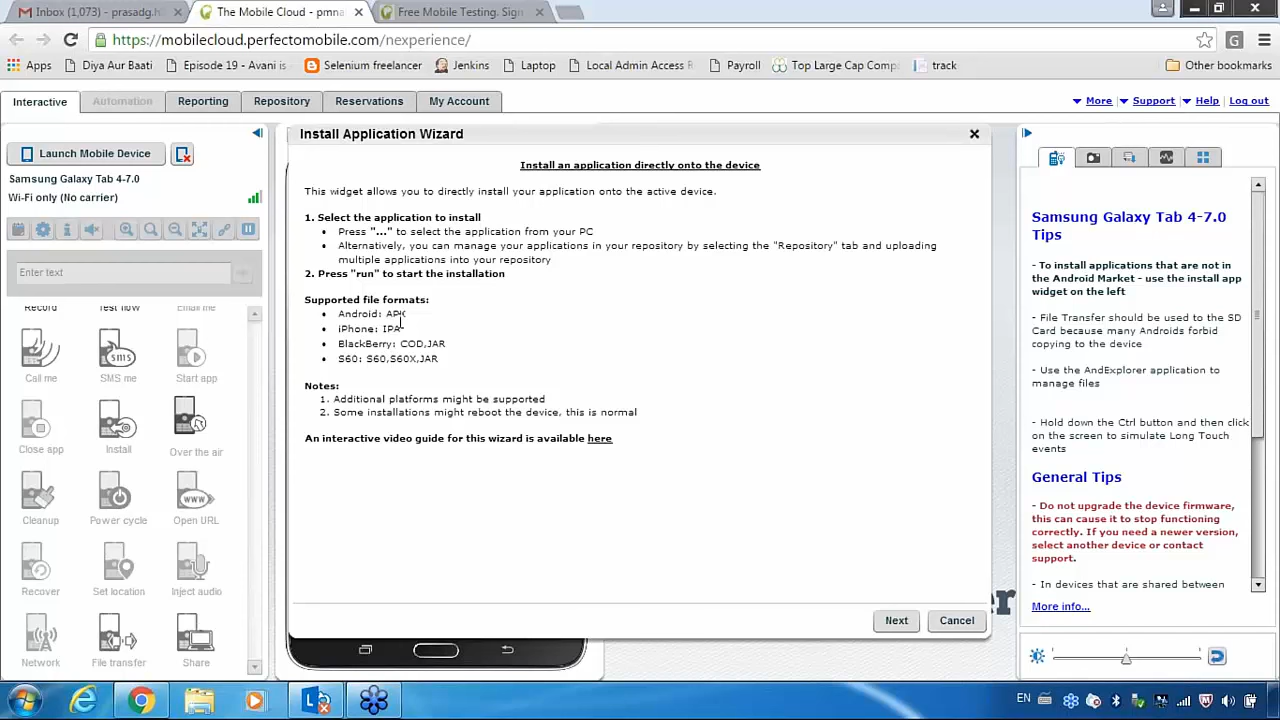 Inbox (1,073) - prasadg.h
The Mobile Cloud - pmna
Free Mobile Testing. Sign
https://mobilecloud.perfectomobile.com/nexperience/
Apps
Diya Aur Baati
Episode 19 - Avani is
Selenium freelancer
Jenkins
Laptop
Local Admin Access R
Payroll
Top Large Cap Comp
track
Other bookmarks
Interactive
Automation
Reporting
Repository
Reservations
My Account
More
Support
Help
Log out
Launch Mobile Device
Samsung Galaxy Tab 4-7.0
Wi-Fi only (No carrier)
Enter text
Record
Test now
Email me
Call me
SMS me
Start app
Close app
Install
Over the air
Cleanup
Power cycle
Open URL
Recover
Set location
Inject audio
Network
File transfer
Share
Install Application Wizard
Install an application directly onto the device
This widget allows you to directly install your application onto the active device.
1. Select the application to install
Press "..." to select the application from your PC
Alternatively, you can manage your applications in your repository by selecting the "Repository" tab and uploading
multiple applications into your repository
2. Press "run" to start the installation
Supported file formats:
Android: APK
iPhone: IPA
BlackBerry: COD,JAR
S60: S60,S60X,JAR
Notes:
1. Additional platforms might be supported
2. Some installations might reboot the device, this is normal
An interactive video guide for this wizard is available here
Next
Cancel
er
Samsung Galaxy Tab 4-7.0
Tips
- To install applications that are not in
the Android Market - use the install app
widget on the left
- File Transfer should be used to the SD
Card because many Androids forbid
copying to the device
- Use the AndExplorer application to
manage files
- Hold down the Ctrl button and then click
on the screen to simulate Long Touch
events
General Tips
- Do not upgrade the device firmware,
this can cause it to stop functioning
correctly. If you need a newer version,
select another device or contact
support.
- In devices that are shared between
More info...
EN